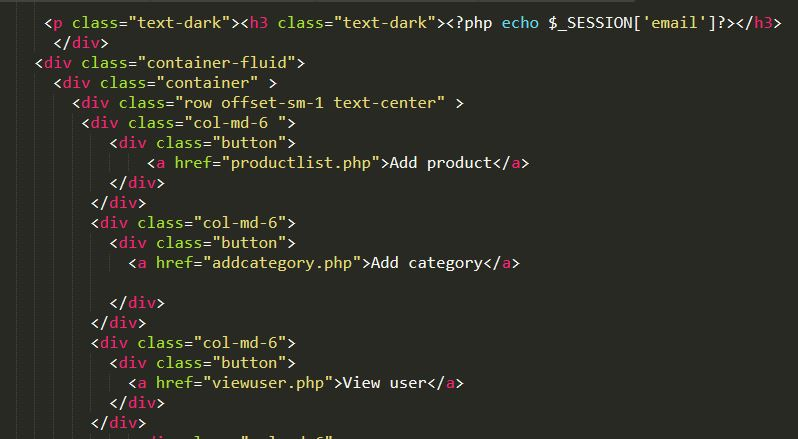 <p class="text-dark"><h3 class="text-dark"><?php echo $_SESSION['email']?></h3>
</div>
<div class="container-fluid">
<div class="container" >
<div class="row offset-sm-1 text-center" >
<div class="col-md-6 ">
<div class="button">
<a href="productlist.php">Add product</a>
</div>
</div>
<div class="col-md-6">
<div class="button">
<a href="addcategory.php">Add category</a>
</div>
</div>
<div class="col-md-6">
<div class="button">
<a href="viewuser.php">View user</a>
</div>
</div>